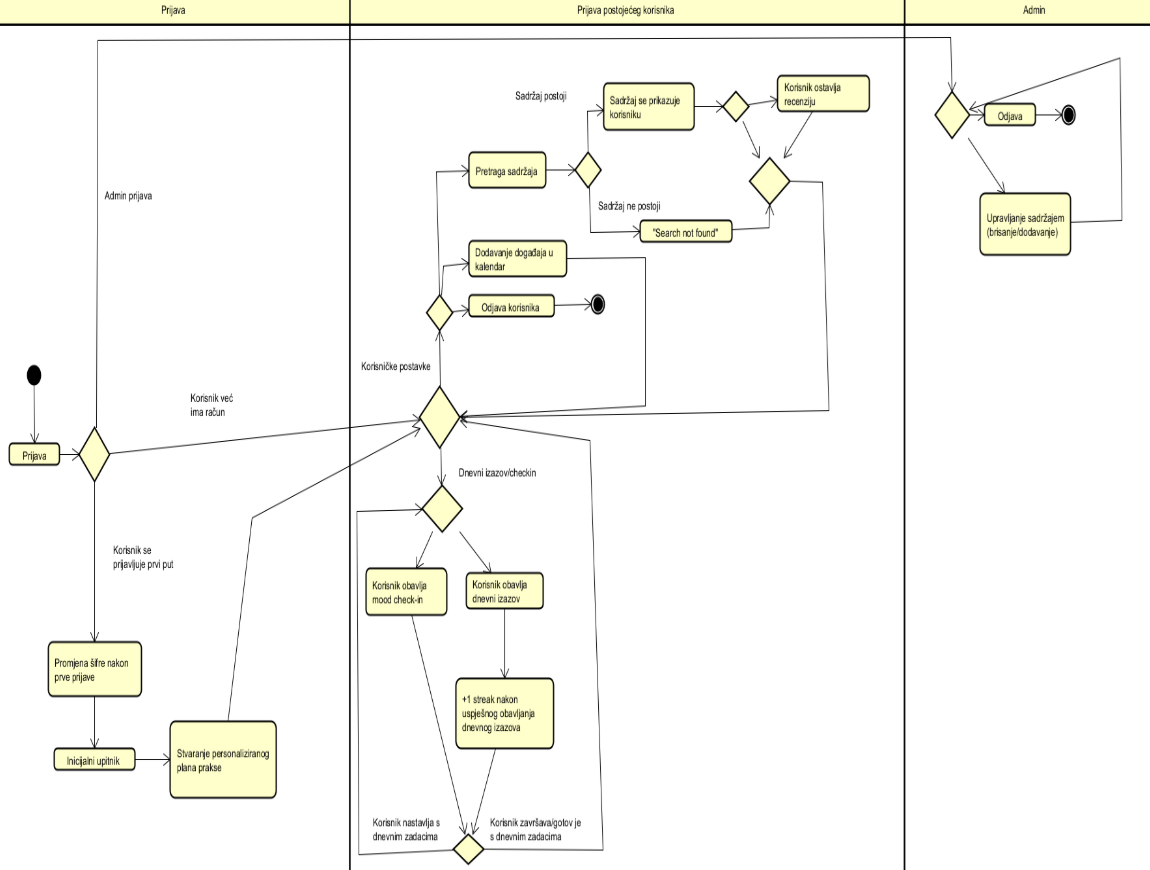 Prijava
Prijava postojećeg korisnika
Admin
Admin prijava
Korisnik već
ima račun
Prijava
Korisnik se
prijavljuje prvi put
Promjena šifre nakon
prve prijave
Inicijalni upitnik
Stvaranje personaliziranog
plana prakse
Sadržaj postoji
Sadržaj se prikazuje
korisniku
Korisnik ostavlja
recenziju
Pretraga sadržaja
Sadržaj ne postoji
"Search not found"
Dodavanje događaja u
kalendar
Odjava korisnika
Korisničke postavke
Dnevni izazov/checkin
Korisnik obavlja
mood check-in
Korisnik obavlja
dnevni izazov
+1 streak nakon
uspješnog obavljanja
dnevnog izazova
Korisnik nastavlja s
dnevnim zadacima
Korisnik završava/gotov je
s dnevnim zadacima
Odjava
Upravljanje sadržajem
(brisanje/dodavanje)